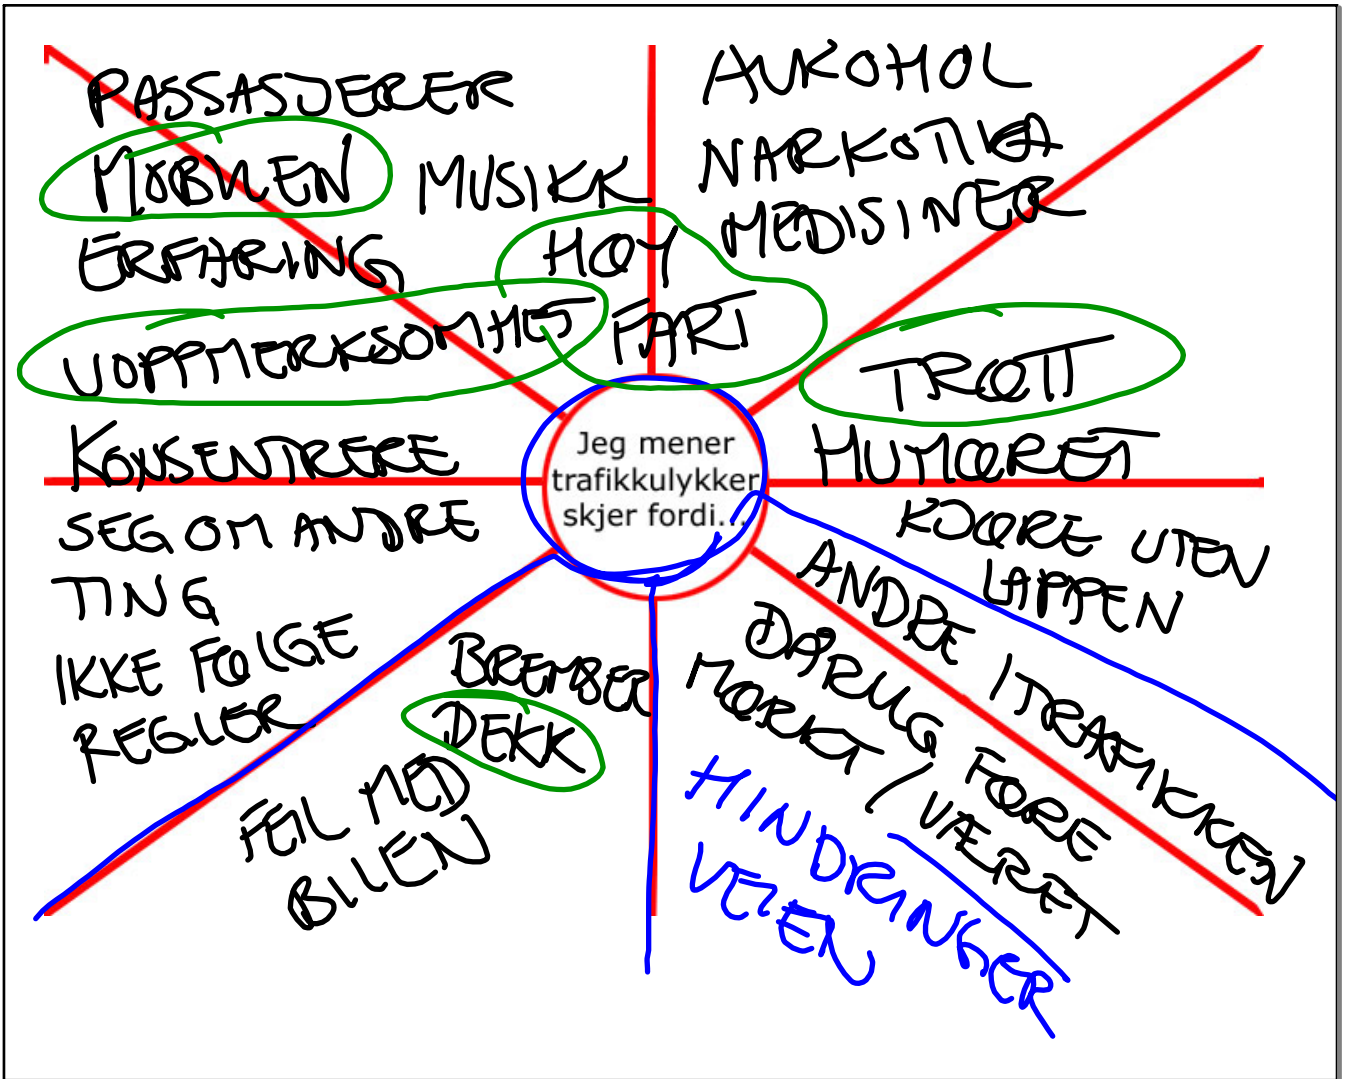 PASSASJERER
MOBILEN
MUSIKK
ERFARING
UOPPMERKSOMHET
HØY
FART
ALKOHOL
NARKOTIKA
MEDISINER
TRØTT
HUMØRET
KONSENTRERE
SEG OM ANDRE
TING
IKKE FØLGE
REGLER
Jeg mener
trafikkulykker
skjer fordi...
KJØRE UTEN
LAPPEN
ANDRE I TRAFIKKEN
DÅRLIG FØRE
MØRKT / VÆRET
HINDRINGER
VEIEN
BREMSER
DEKK
FEIL MED
BILEN